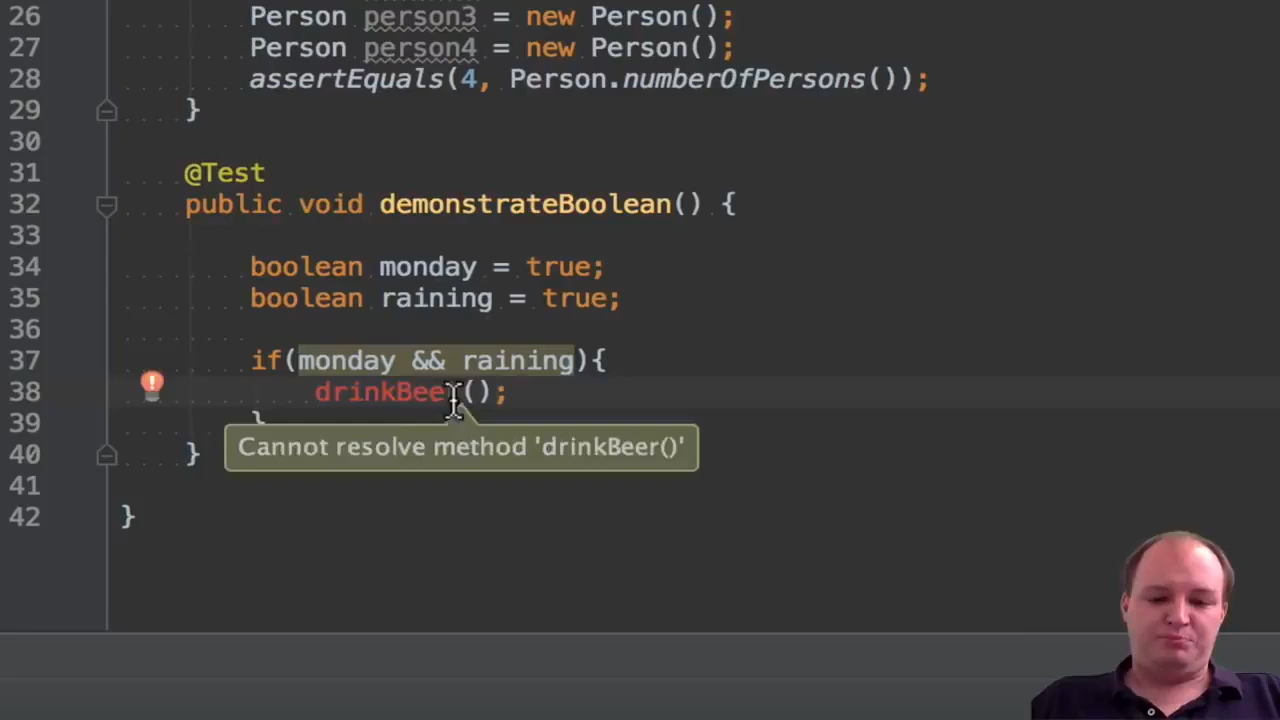 26 Person person3 = new Person();
27 Person person4 = new Person();
28 assertEquals(4, Person.numberOfPersons());
29 }
30
31 @Test
32 public void demonstrateBoolean() {
33
34 boolean monday = true;
35 boolean raining = true;
36
37 if(monday && raining){
38 drinkBeer();
39 }
Cannot resolve method 'drinkBeer()'
40 }
41
42 }